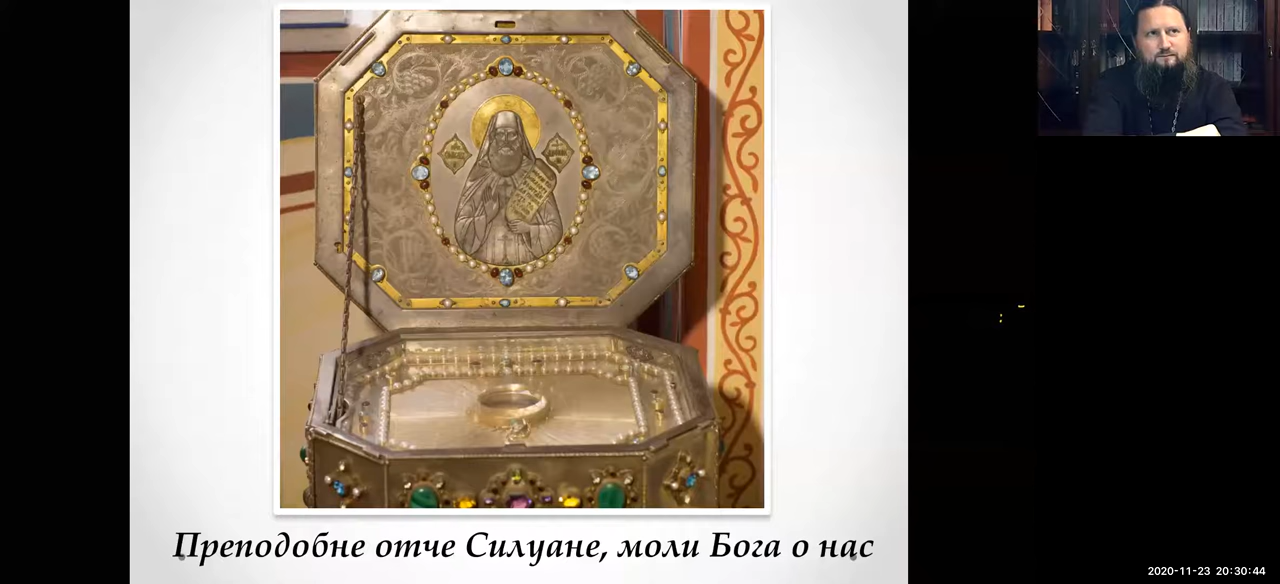 Преподобне отче Силуане, моли Бога о нас
2020-11-23 20:30:44